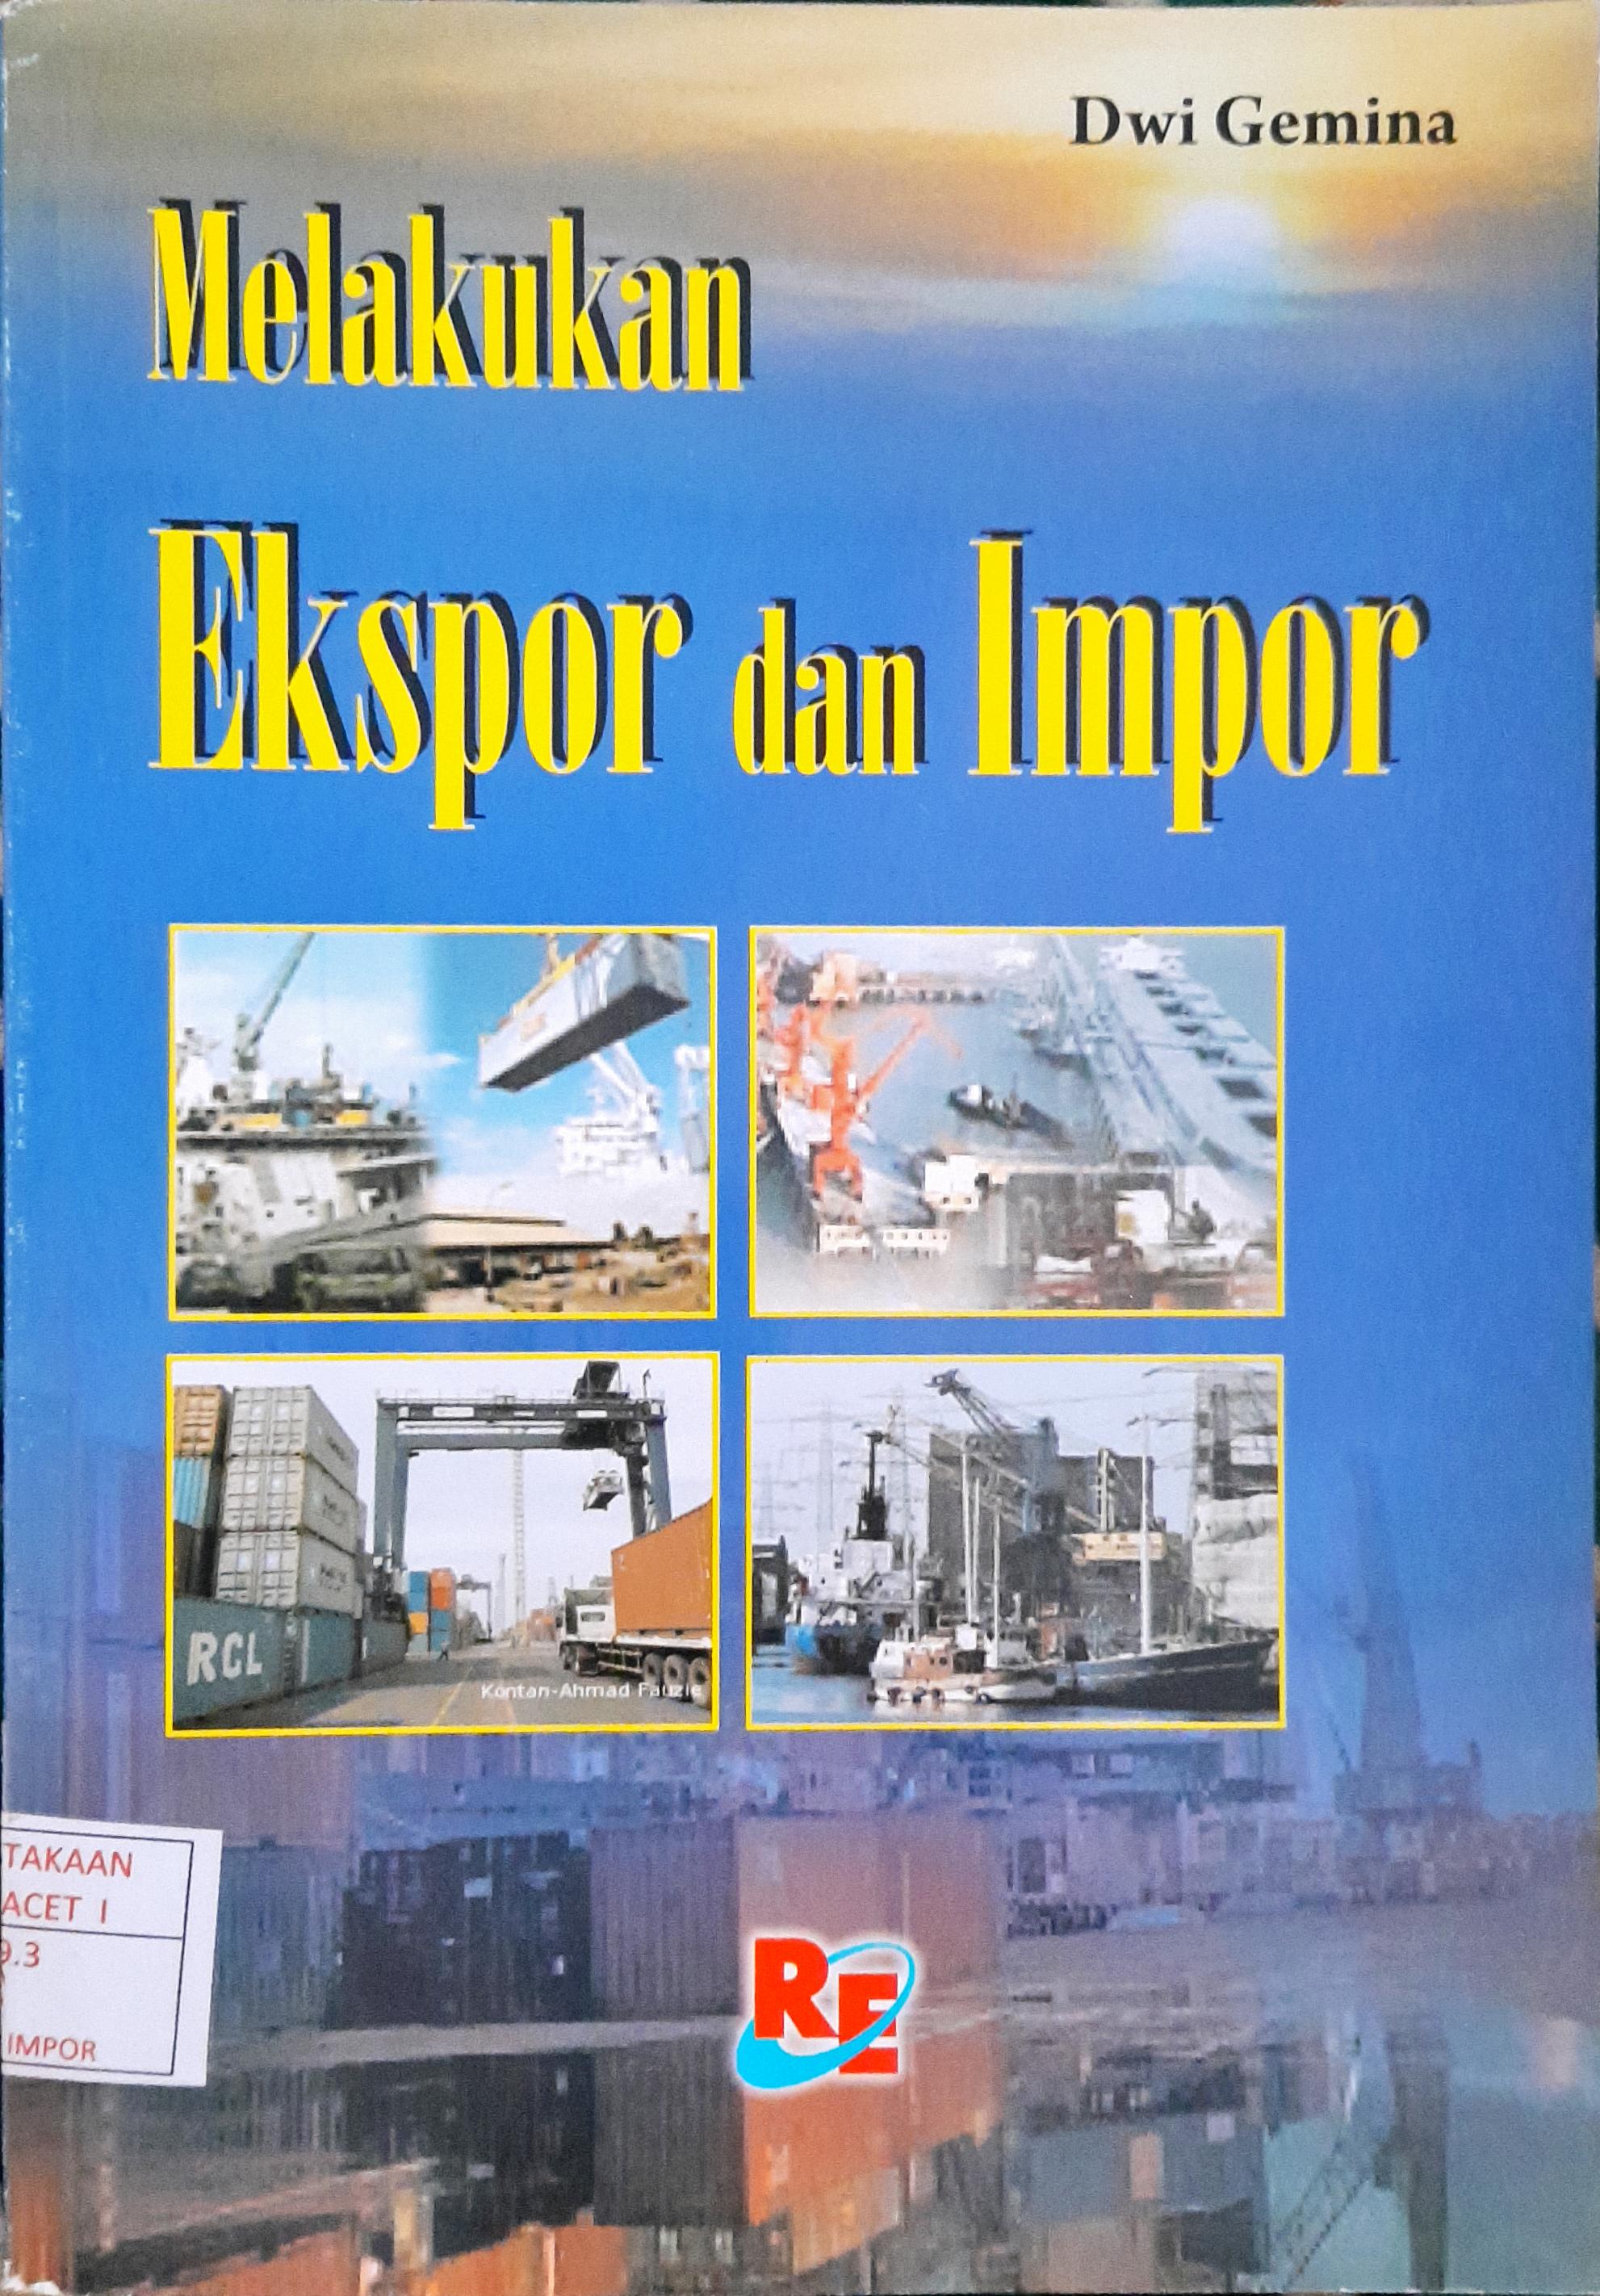 Dwi Gemina
Melakukan
Ekspor dan Impor
RCL
Kontan-Ahmad Fauzie
TAKAAN
ACET I
9.3
IMPOR
RE